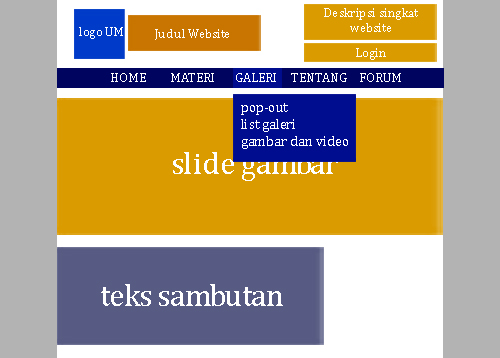 logo UM
Judul Website
Deskripsi singkat
website
Login
HOME MATERI GALERI TENTANG FORUM
pop-out
list galeri
gambar dan video
slide gambar
teks sambutan